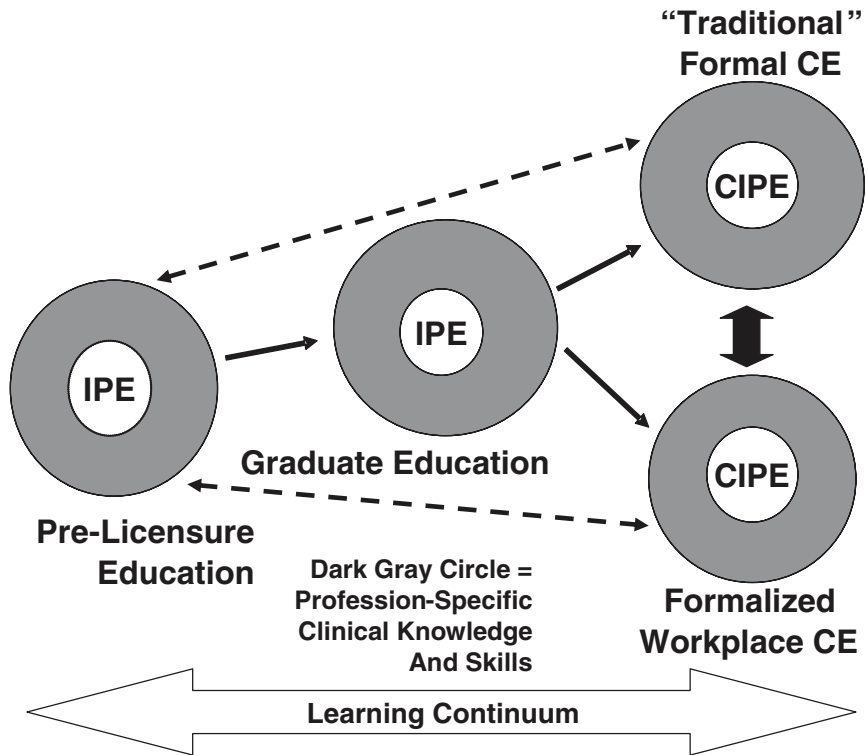 “Traditional”
Formal CE
CIPE
IPE
IPE
Graduate Education
CIPE
Pre-Licensure
Education
Dark Gray Circle =
Profession-Specific
Clinical Knowledge
And Skills
Formalized
Workplace CE
Learning Continuum